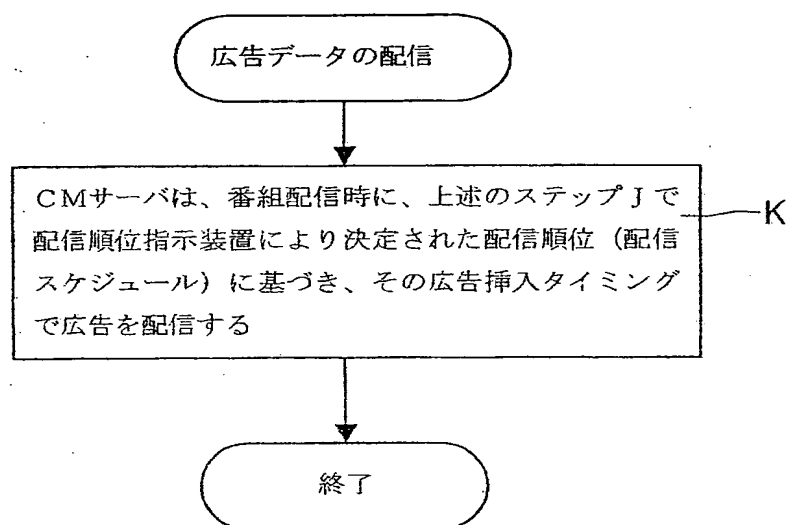 広告データの配信
CMサーバは、番組配信時に、上述のステップJで
配信順位指示装置により決定された配信順位（配信
スケジュール）に基づき、その広告挿入タイミング
で広告を配信する
K
終了